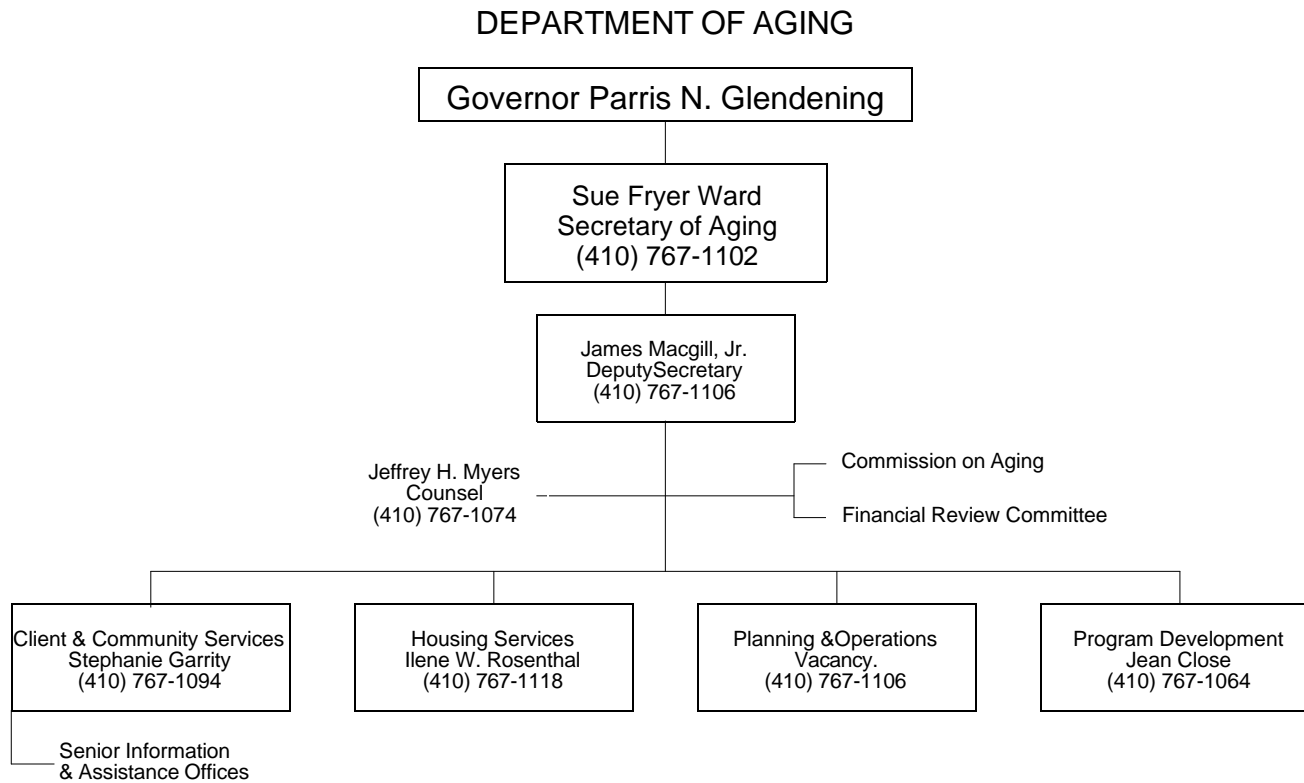 DEPARTMENT OF AGING
Governor Parris N. Glendening
Sue Fryer Ward
Secretary of Aging
(410) 767-1102
James Macgill, Jr.
DeputySecretary
(410) 767-1106
Jeffrey H. Myers
Counsel
(410) 767-1074
Commission on Aging
Financial Review Committee
Client & Community Services
Stephanie Garrity
(410) 767-1094
Housing Services
Ilene W. Rosenthal
(410) 767-1118
Planning &Operations
Vacancy.
(410) 767-1106
Program Development
Jean Close
(410) 767-1064
Senior Information
& Assistance Offices